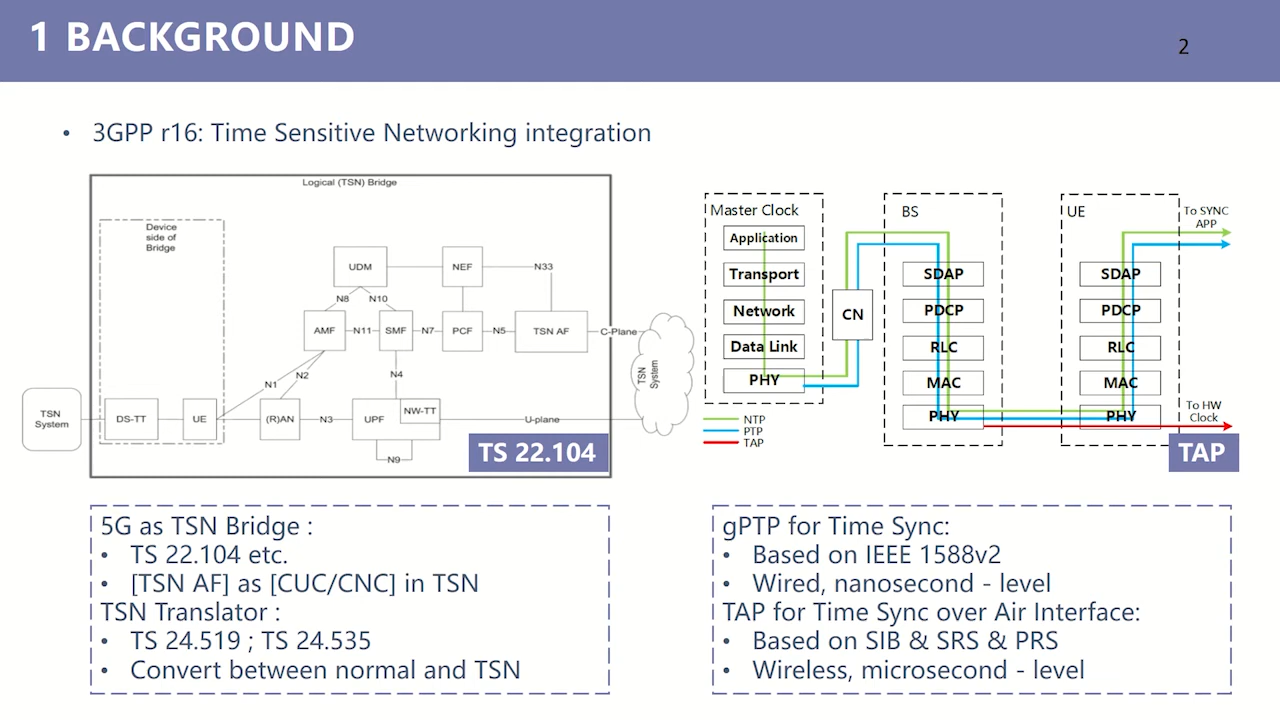 1 BACKGROUND
2
• 3GPP r16: Time Sensitive Networking integration
Logical (TSN) Bridge
Device
side of
Bridge
UDM
NEF
N33
N8
N10
AMF
N11
SMF
N7
PCF
N5
TSN AF
C-Plane
N1
N2
N4
TSN
System
TSN
System
DS-TT
UE
(R)AN
N3
UPF
NW-TT
U-plane
N9
TS 22.104
Master Clock
Application
Transport
Network
Data Link
PHY
CN
BS
SDAP
PDCP
RLC
MAC
PHY
UE
SDAP
PDCP
RLC
MAC
PHY
To SYNC
APP
To HW
Clock
NTP
PTP
TAP
TAP
5G as TSN Bridge :
• TS 22.104 etc.
• [TSN AF] as [CUC/CNC] in TSN
TSN Translator :
• TS 24.519 ; TS 24.535
• Convert between normal and TSN
gPTP for Time Sync:
• Based on IEEE 1588v2
• Wired, nanosecond - level
TAP for Time Sync over Air Interface:
• Based on SIB & SRS & PRS
• Wireless, microsecond - level